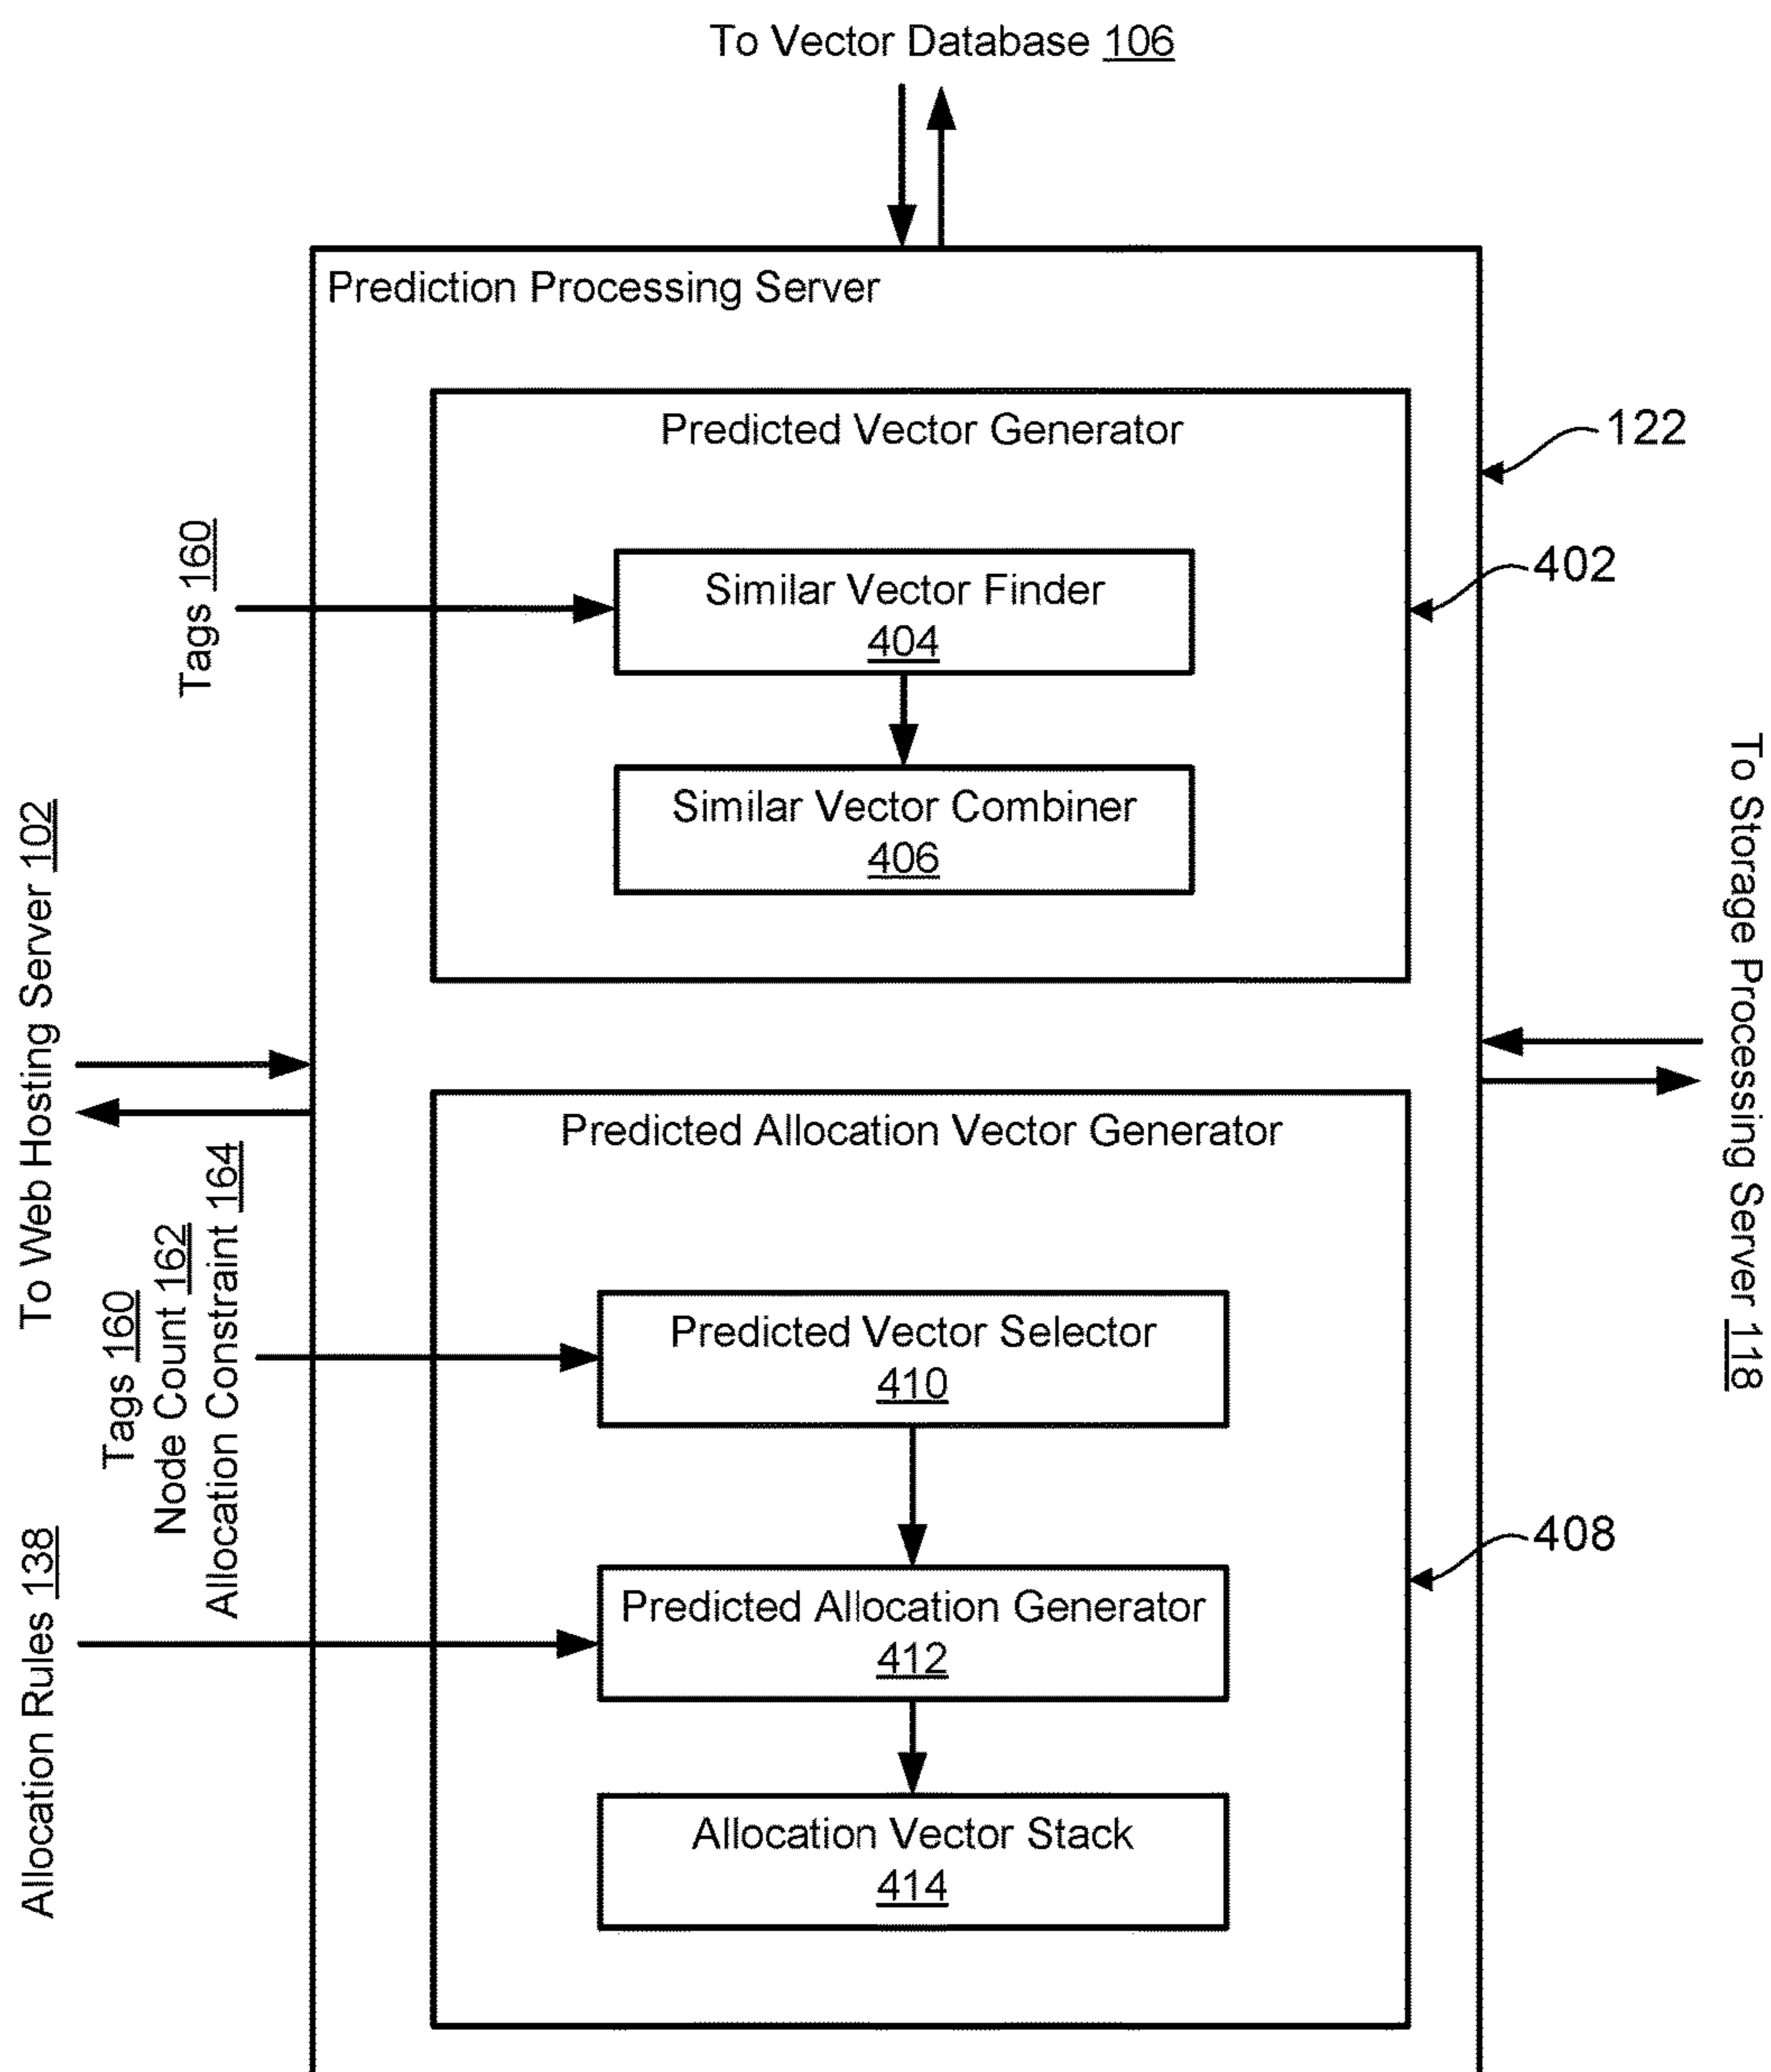 To Vector Database 106
Prediction Processing Server
Predicted Vector Generator
122
Tags 160
Similar Vector Finder
404
402
Similar Vector Combiner
406
To Web Hosting Server 102
To Storage Processing Server 118
Predicted Allocation Vector Generator
Tags 160
Node Count 162
Allocation Constraint 164
Predicted Vector Selector
410
408
Allocation Rules 138
Predicted Allocation Generator
412
Allocation Vector Stack
414